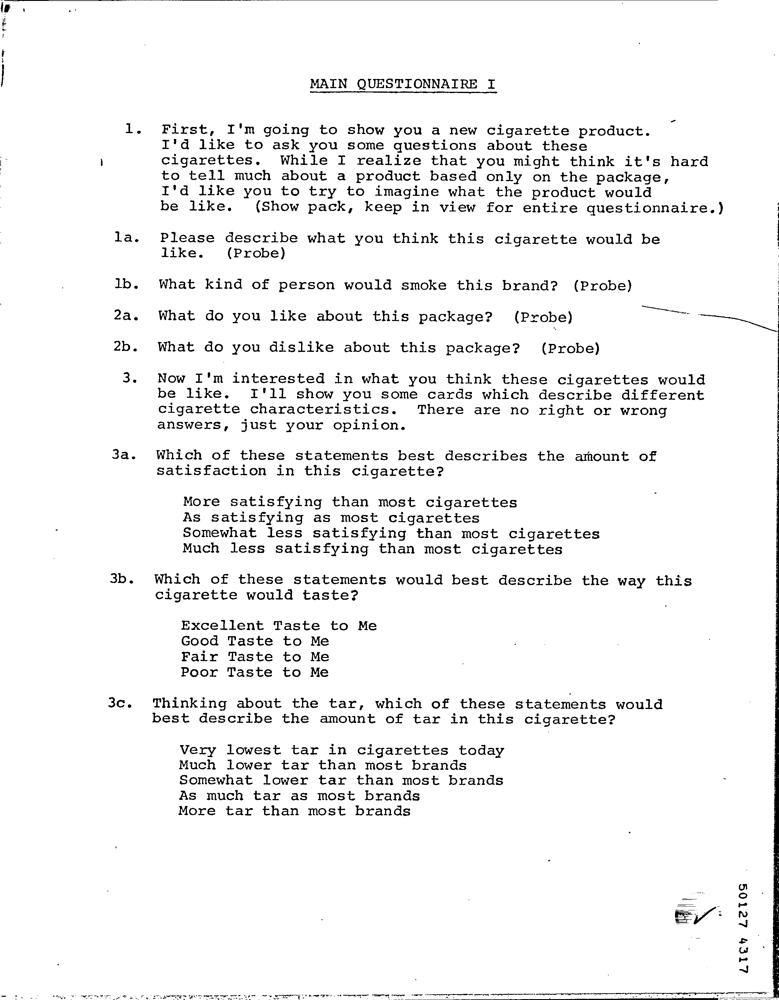 MAIN QUESTIONNAIRE I
1. First, I'm going to show you a new cigarette product.
I'd like to ask you some questions about these
cigarettes. While I realize that you might think it's hard
to tell much about a product based only on the package,
I'd like you to try to imagine what the product would
be like. (Show pack, keep in view for entire questionnaire.)
1a. Please describe what you think this cigarette would be
like. (Probe)
1b. What kind of person would smoke this brand? (Probe)
2a. What do you like about this package? (Probe)
2b. What do you dislike about this package? (Probe)
3. Now I'm interested in what you think these cigarettes would
be like. I'll show you some cards which describe different
cigarette characteristics. There are no right or wrong
answers, just your opinion.
3a. Which of these statements best describes the amount of
satisfaction in this cigarette?
More satisfying than most cigarettes
As satisfying as most cigarettes
Somewhat less satisfying than most cigarettes
Much less satisfying than most cigarettes
3b. Which of these statements would best describe the way this
cigarette would taste?
Excellent Taste to Me
Good Taste to Me
Fair Taste to Me
Poor Taste to Me
3c. Thinking about the tar, which of these statements would
best describe the amount of tar in this cigarette?
Very lowest tar in cigarettes today
Much lower tar than most brands
Somewhat lower tar than most brands
As much tar as most brands
More tar than most brands
50127 4317